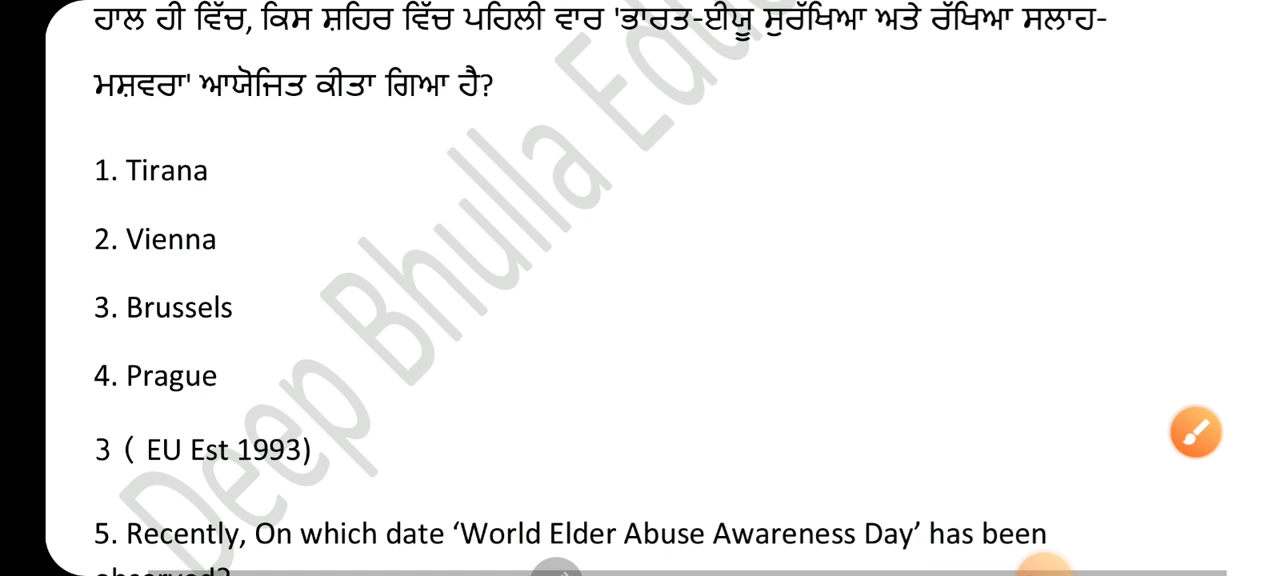 ਹਾਲ ਹੀ ਵਿੱਚ, ਕਿਸ ਸ਼ਹਿਰ ਵਿੱਚ ਪਹਿਲੀ ਵਾਰ 'ਭਾਰਤ-ਈਯੂ ਸੁਰੱਖਿਆ ਅਤੇ ਰੱਖਿਆ ਸਲਾਹ-
ਮਸ਼ਵਰਾ' ਆਯੋਜਿਤ ਕੀਤਾ ਗਿਆ ਹੈ?
1. Tirana
2. Vienna
3. Brussels
4. Prague
3 ( EU Est 1993)
5. Recently, On which date ‘World Elder Abuse Awareness Day’ has been
observed?
Deep Bhulla